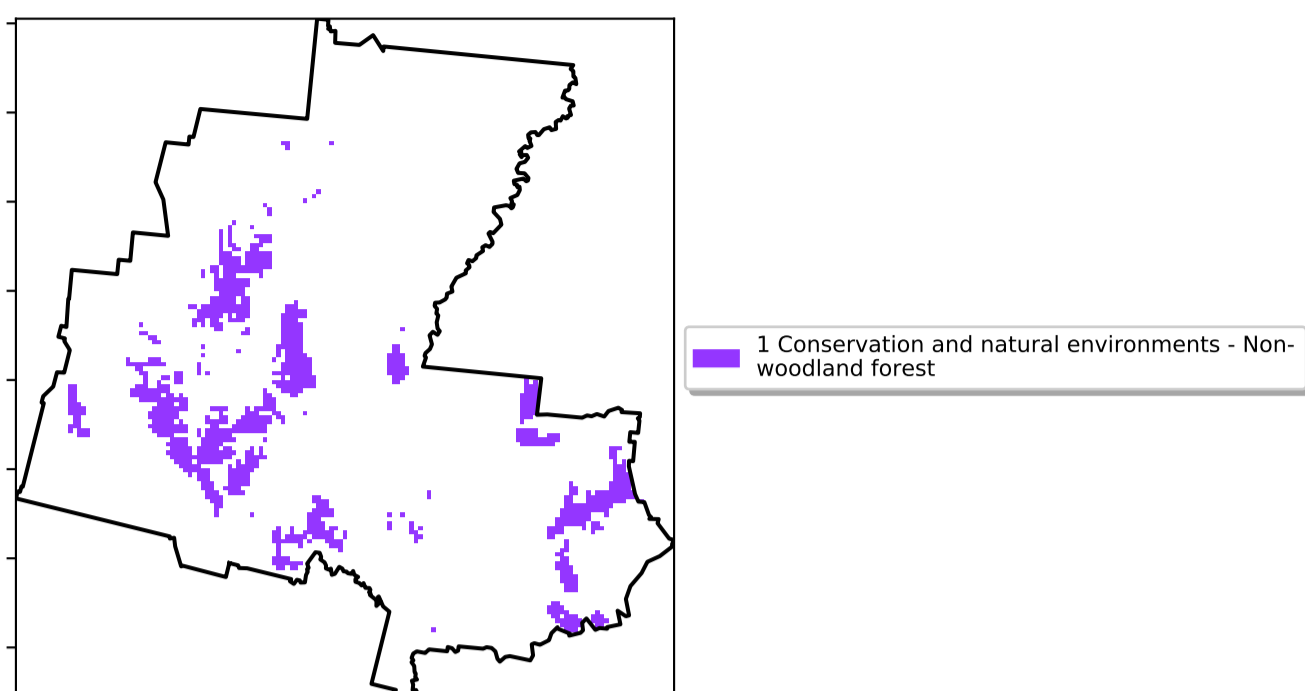 1 Conservation and natural environments - Non-
woodland forest